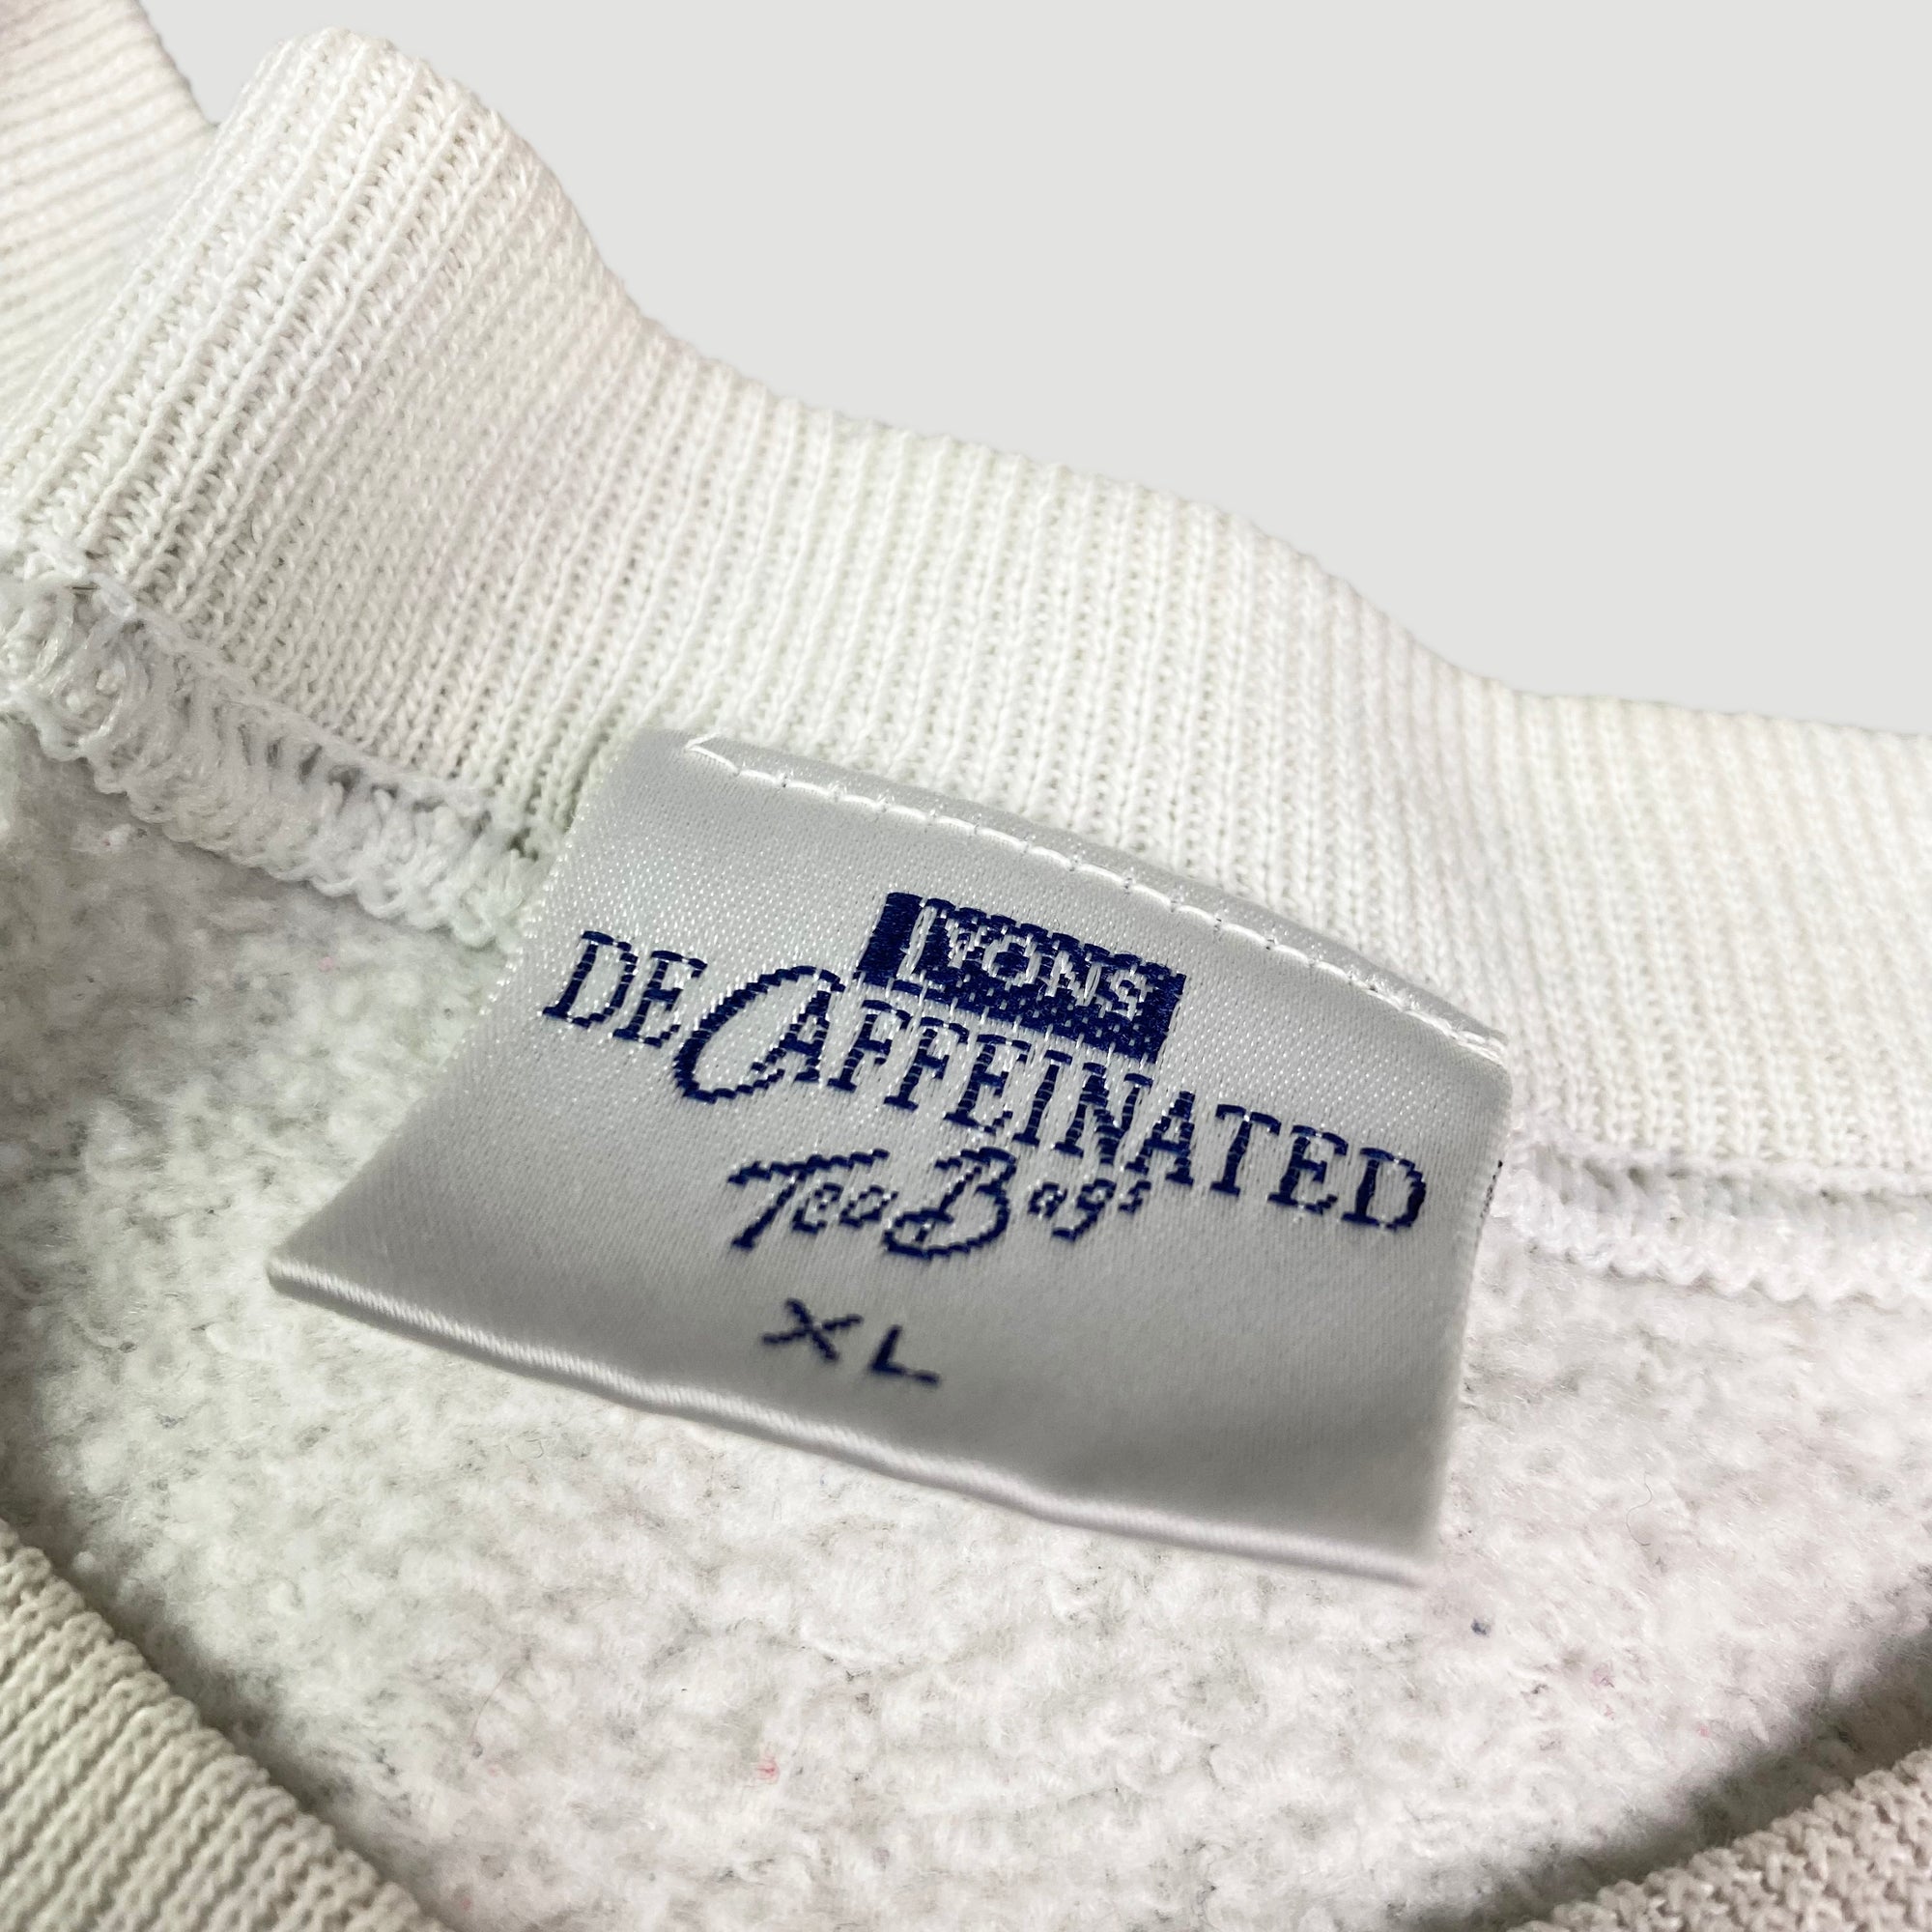 LYONS
DECAFFEINATED
Tea Bags
XL